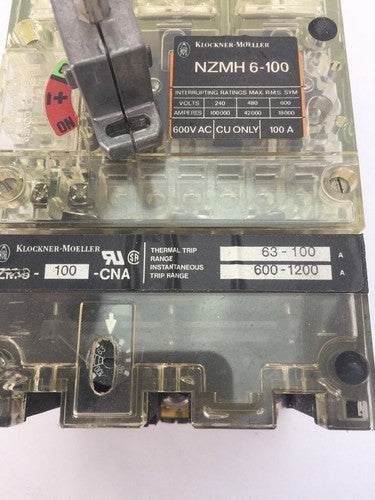 KLOCKNER-MOELLER
NZMH 6-100
INTERRUPTING RATINGS MAX. R.M.S. SYM
VOLTS 240 480 600
AMPERES 100000 42000 18000
600V AC CU ONLY 100 A
I+
ON
KLOCKNER-MOELLER
THERMAL TRIP RANGE 63 - 100 A
100 -CNA
INSTANTANEOUS TRIP RANGE 600-1200 A